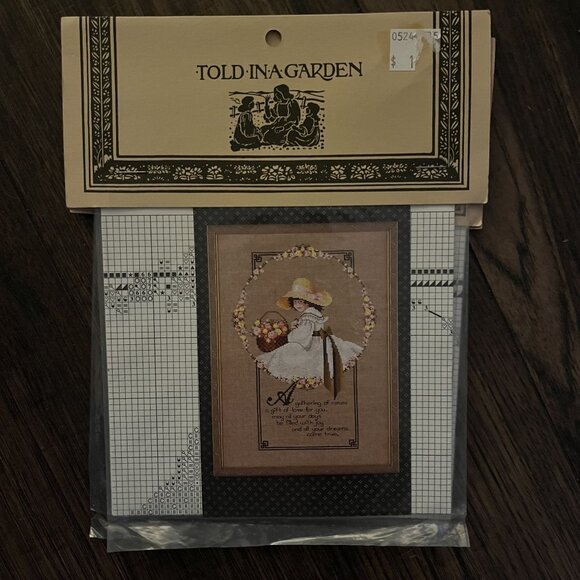 0524
$ 1
·TOLD·IN·A·GARDEN
A gathering of roses
a gift of love for you,
may all your days
be filled with joy
and all your dreams
come true.